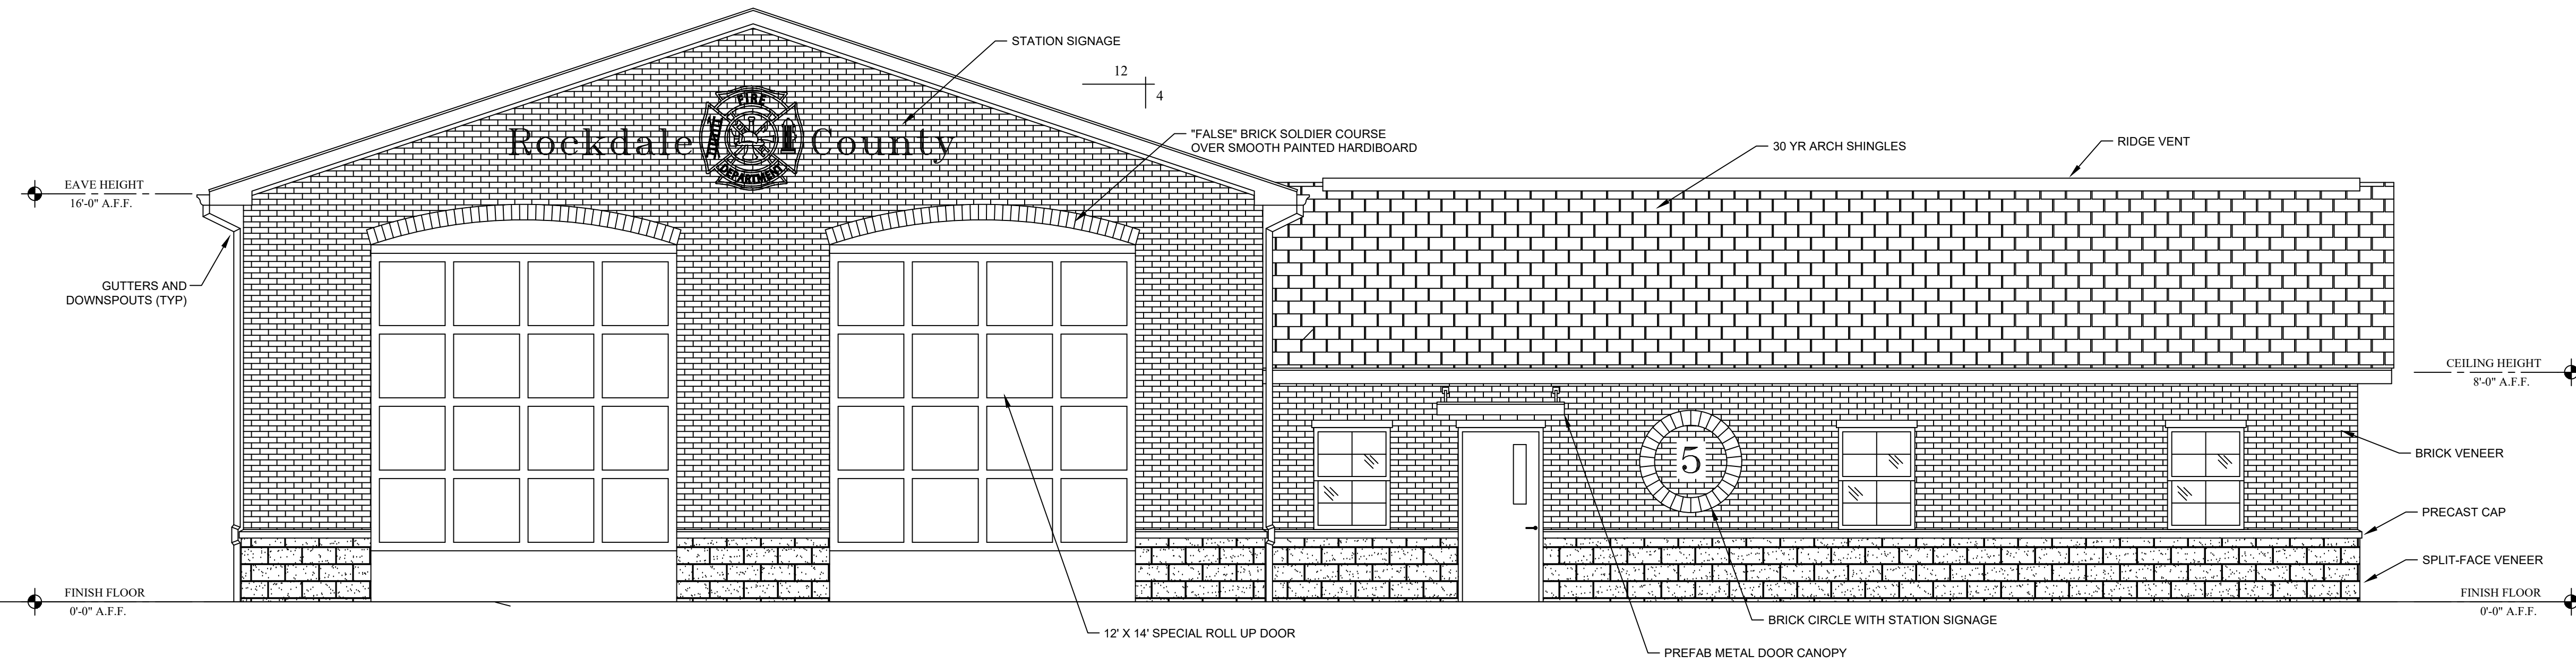 STATION SIGNAGE
12
4
FIRE
DEPARTMENT
Rockdale County
"FALSE" BRICK SOLDIER COURSE
OVER SMOOTH PAINTED HARDIBOARD
30 YR ARCH SHINGLES
RIDGE VENT
EAVE HEIGHT
16'-0" A.F.F.
GUTTERS AND
DOWNSPOUTS (TYP)
CEILING HEIGHT
8'-0" A.F.F.
5
BRICK VENEER
PRECAST CAP
SPLIT-FACE VENEER
FINISH FLOOR
0'-0" A.F.F.
FINISH FLOOR
0'-0" A.F.F.
12' X 14' SPECIAL ROLL UP DOOR
BRICK CIRCLE WITH STATION SIGNAGE
PREFAB METAL DOOR CANOPY